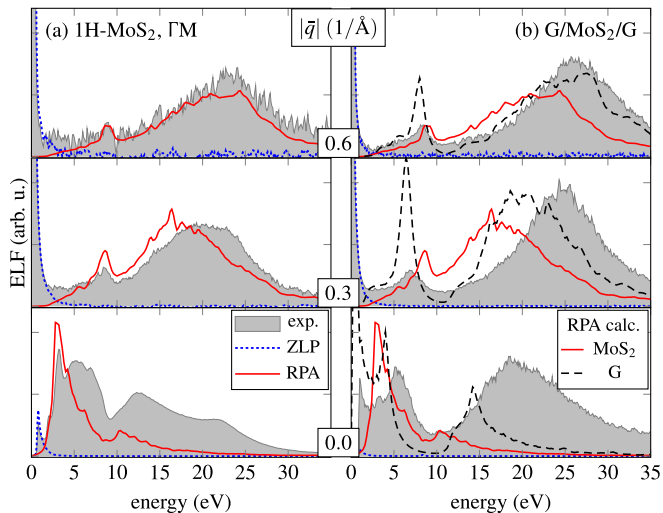 (a) 1H-MoS₂, ΓM
|q̄| (1/Å)
(b) G/MoS₂/G
0.6
0.3
0.0
ELF (arb. u.)
exp.
ZLP
RPA
RPA calc.
MoS₂
G
0 5 10 15 20 25 30
0 5 10 15 20 25 30 35
energy (eV)
energy (eV)